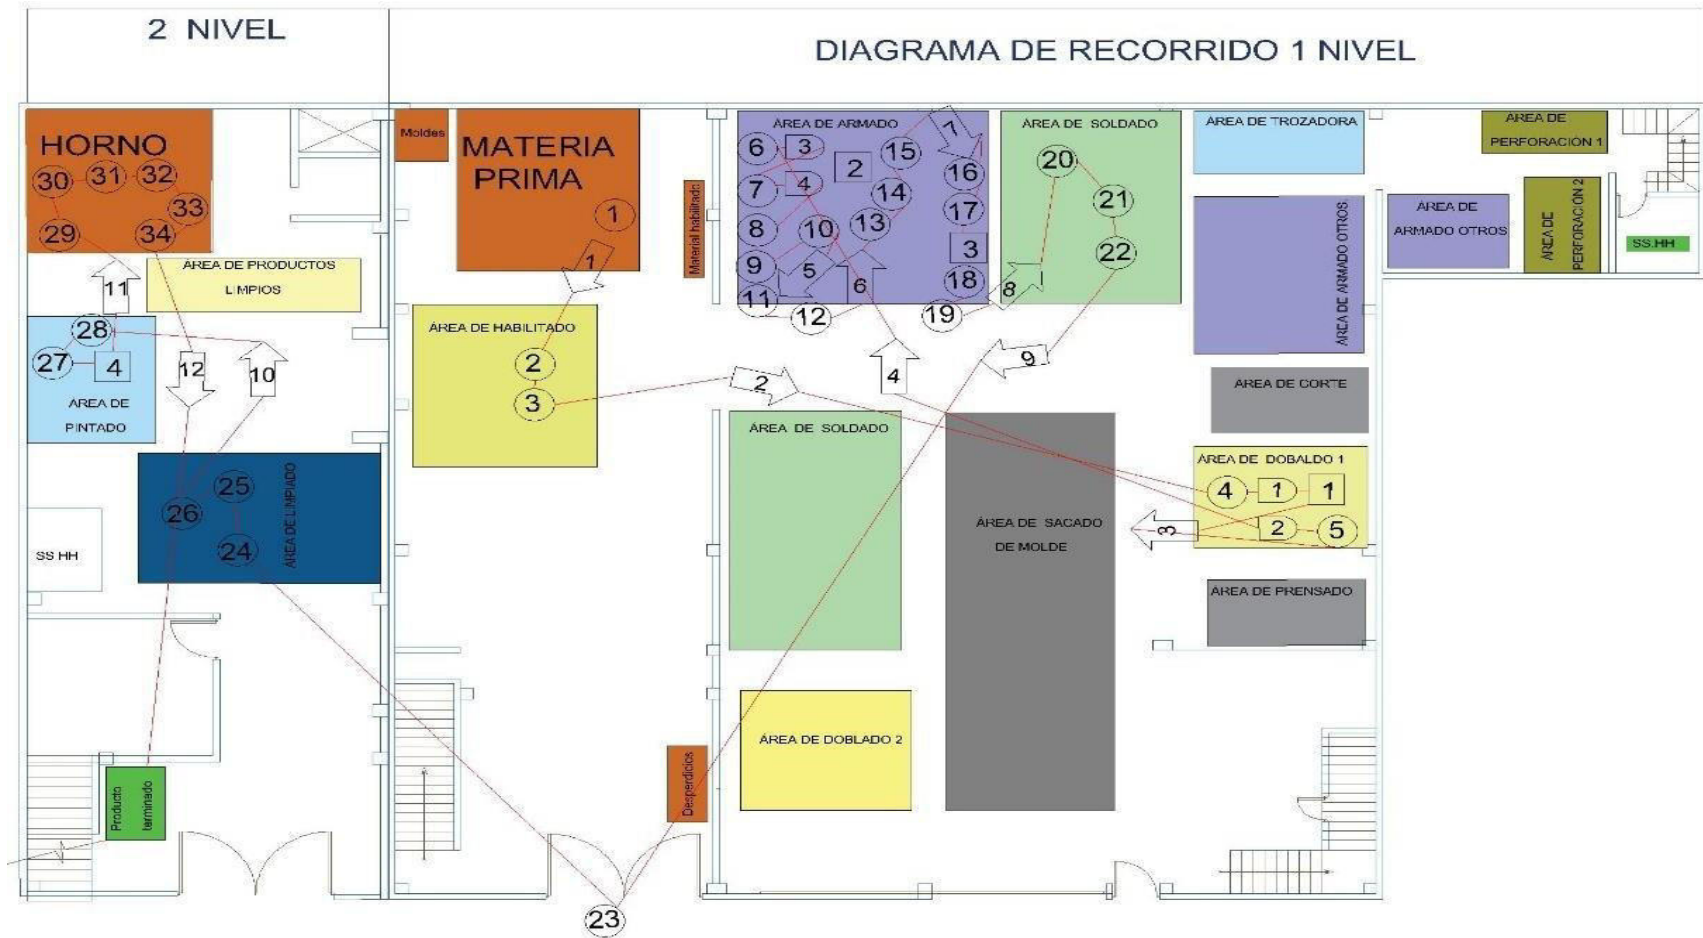 2 NIVEL
DIAGRAMA DE RECORRIDO 1 NIVEL
HORNO
30
31
32
33
29
34
11
ÁREA DE PRODUCTOS
LIMPIOS
28
27
4
12
10
AREA DE
PINTADO
25
26
24
ÁREA DE LIMPIADO
SS HH
Producto
terminado
Moldes
MATERIA
PRIMA
1
1
Material habilitado
ÁREA DE HABILITADO
2
3
2
Desperdicios
23
ÁREA DE ARMADO
6
3
2
15
7
7
4
14
16
8
10
13
17
9
5
6
3
11
12
18
19
8
4
9
ÁREA DE SOLDADO
20
21
22
ÁREA DE SOLDADO
ÁREA DE DOBLADO 2
ÁREA DE SACADO
DE MOLDE
ÁREA DE TROZADORA
ÁREA DE ARMADO OTROS
ÁREA DE CORTE
ÁREA DE DOBALDO 1
4
1
1
3
2
5
ÁREA DE PRENSADO
ÁREA DE
PERFORACIÓN 1
ÁREA DE
ARMADO OTROS
ÁREA DE
PERFORACIÓN 2
SS.HH